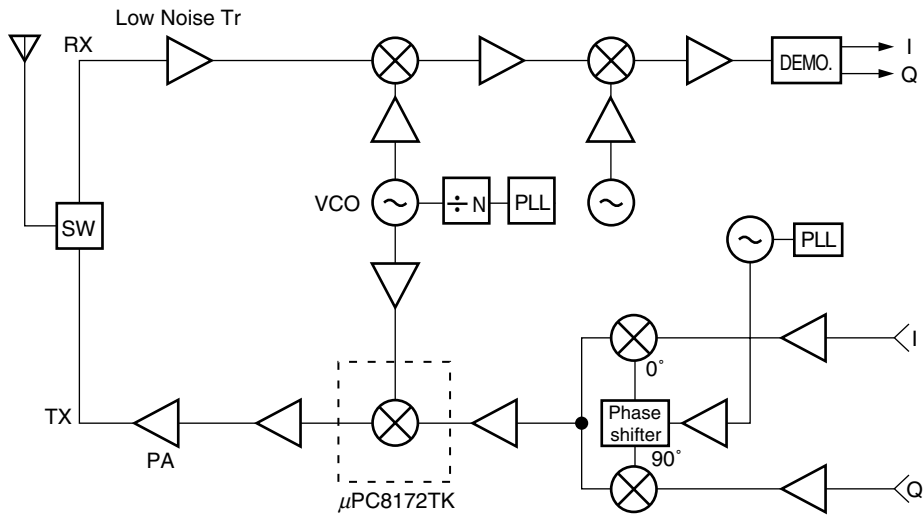 Low Noise Tr
RX
DEMO.
I
Q
VCO
÷ N
PLL
SW
PLL
I
0°
Phase
shifter
90°
TX
PA
μPC8172TK
Q